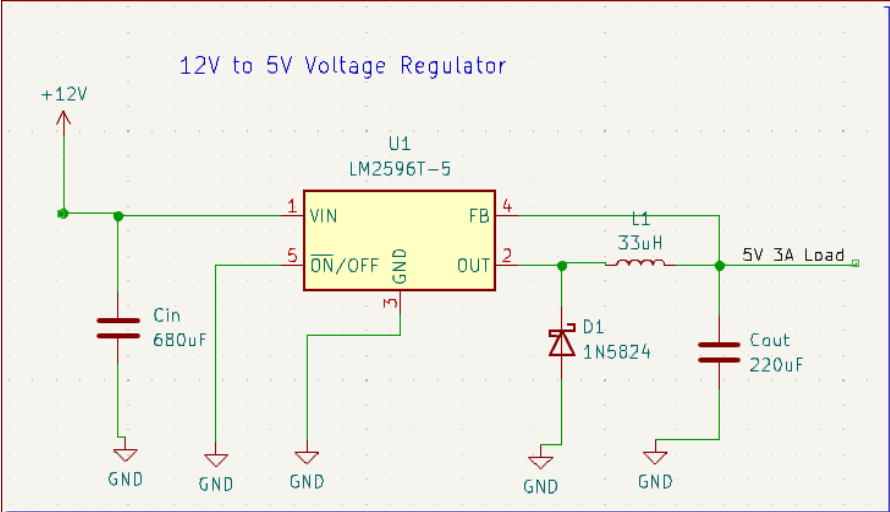 12V to 5V Voltage Regulator
+12V
U1
LM2596T-5
1 VIN
FB 4
5 ON/OFF
GND
OUT 2
3
L1
33uH
5V 3A Load
Cin
680uF
D1
1N5824
Cout
220uF
GND
GND
GND
GND
GND